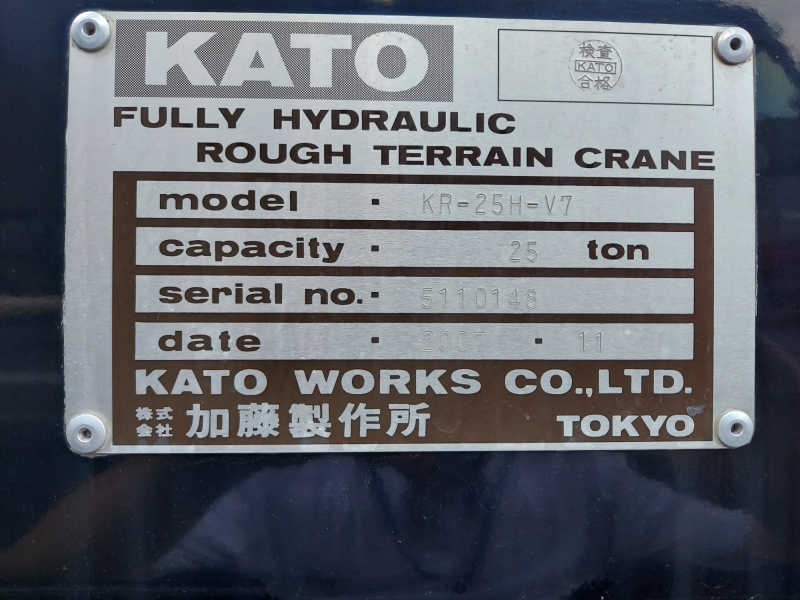 KATO
検査
KATO
合格
FULLY HYDRAULIC
ROUGH TERRAIN CRANE
model · KR-25H-V7
capacity · 25 ton
serial no. · 5110148
date · · 11
KATO WORKS CO.,LTD.
株式会社 加藤製作所 TOKYO